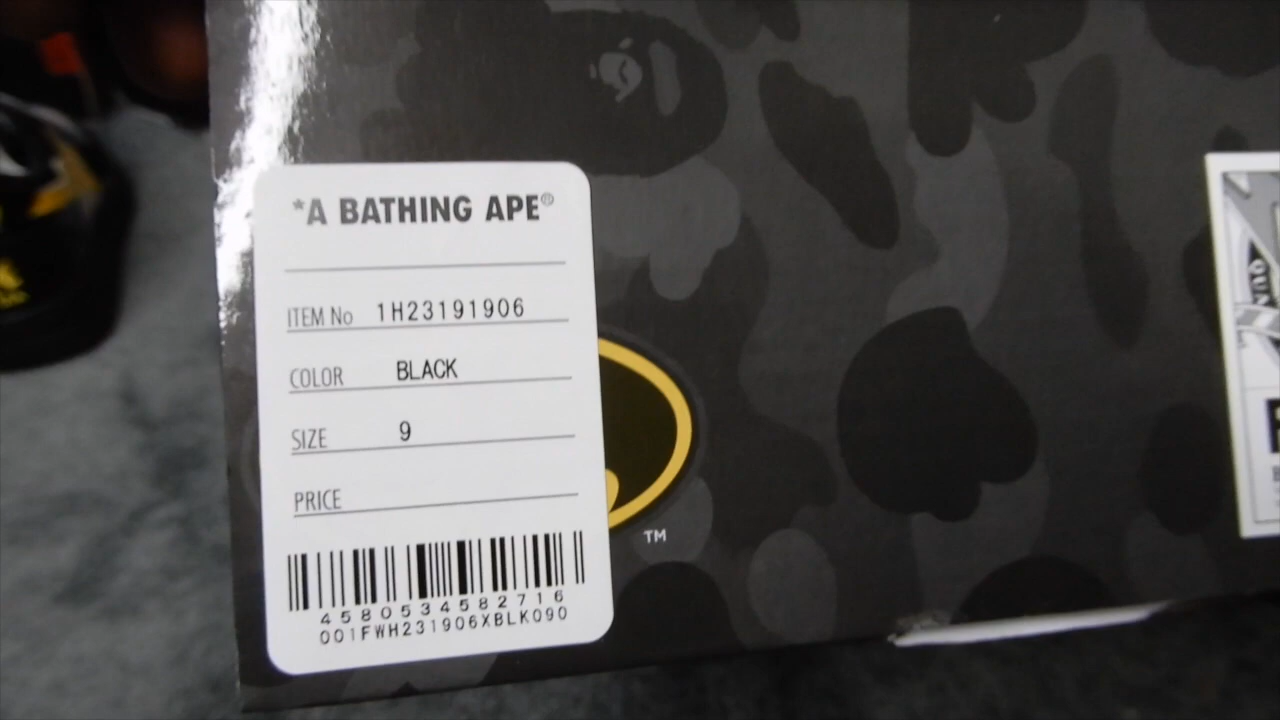 *A BATHING APE®
ITEM No 1H23191906
COLOR BLACK
SIZE 9
PRICE
4580534582716
001FWH231906XBLK090
TM